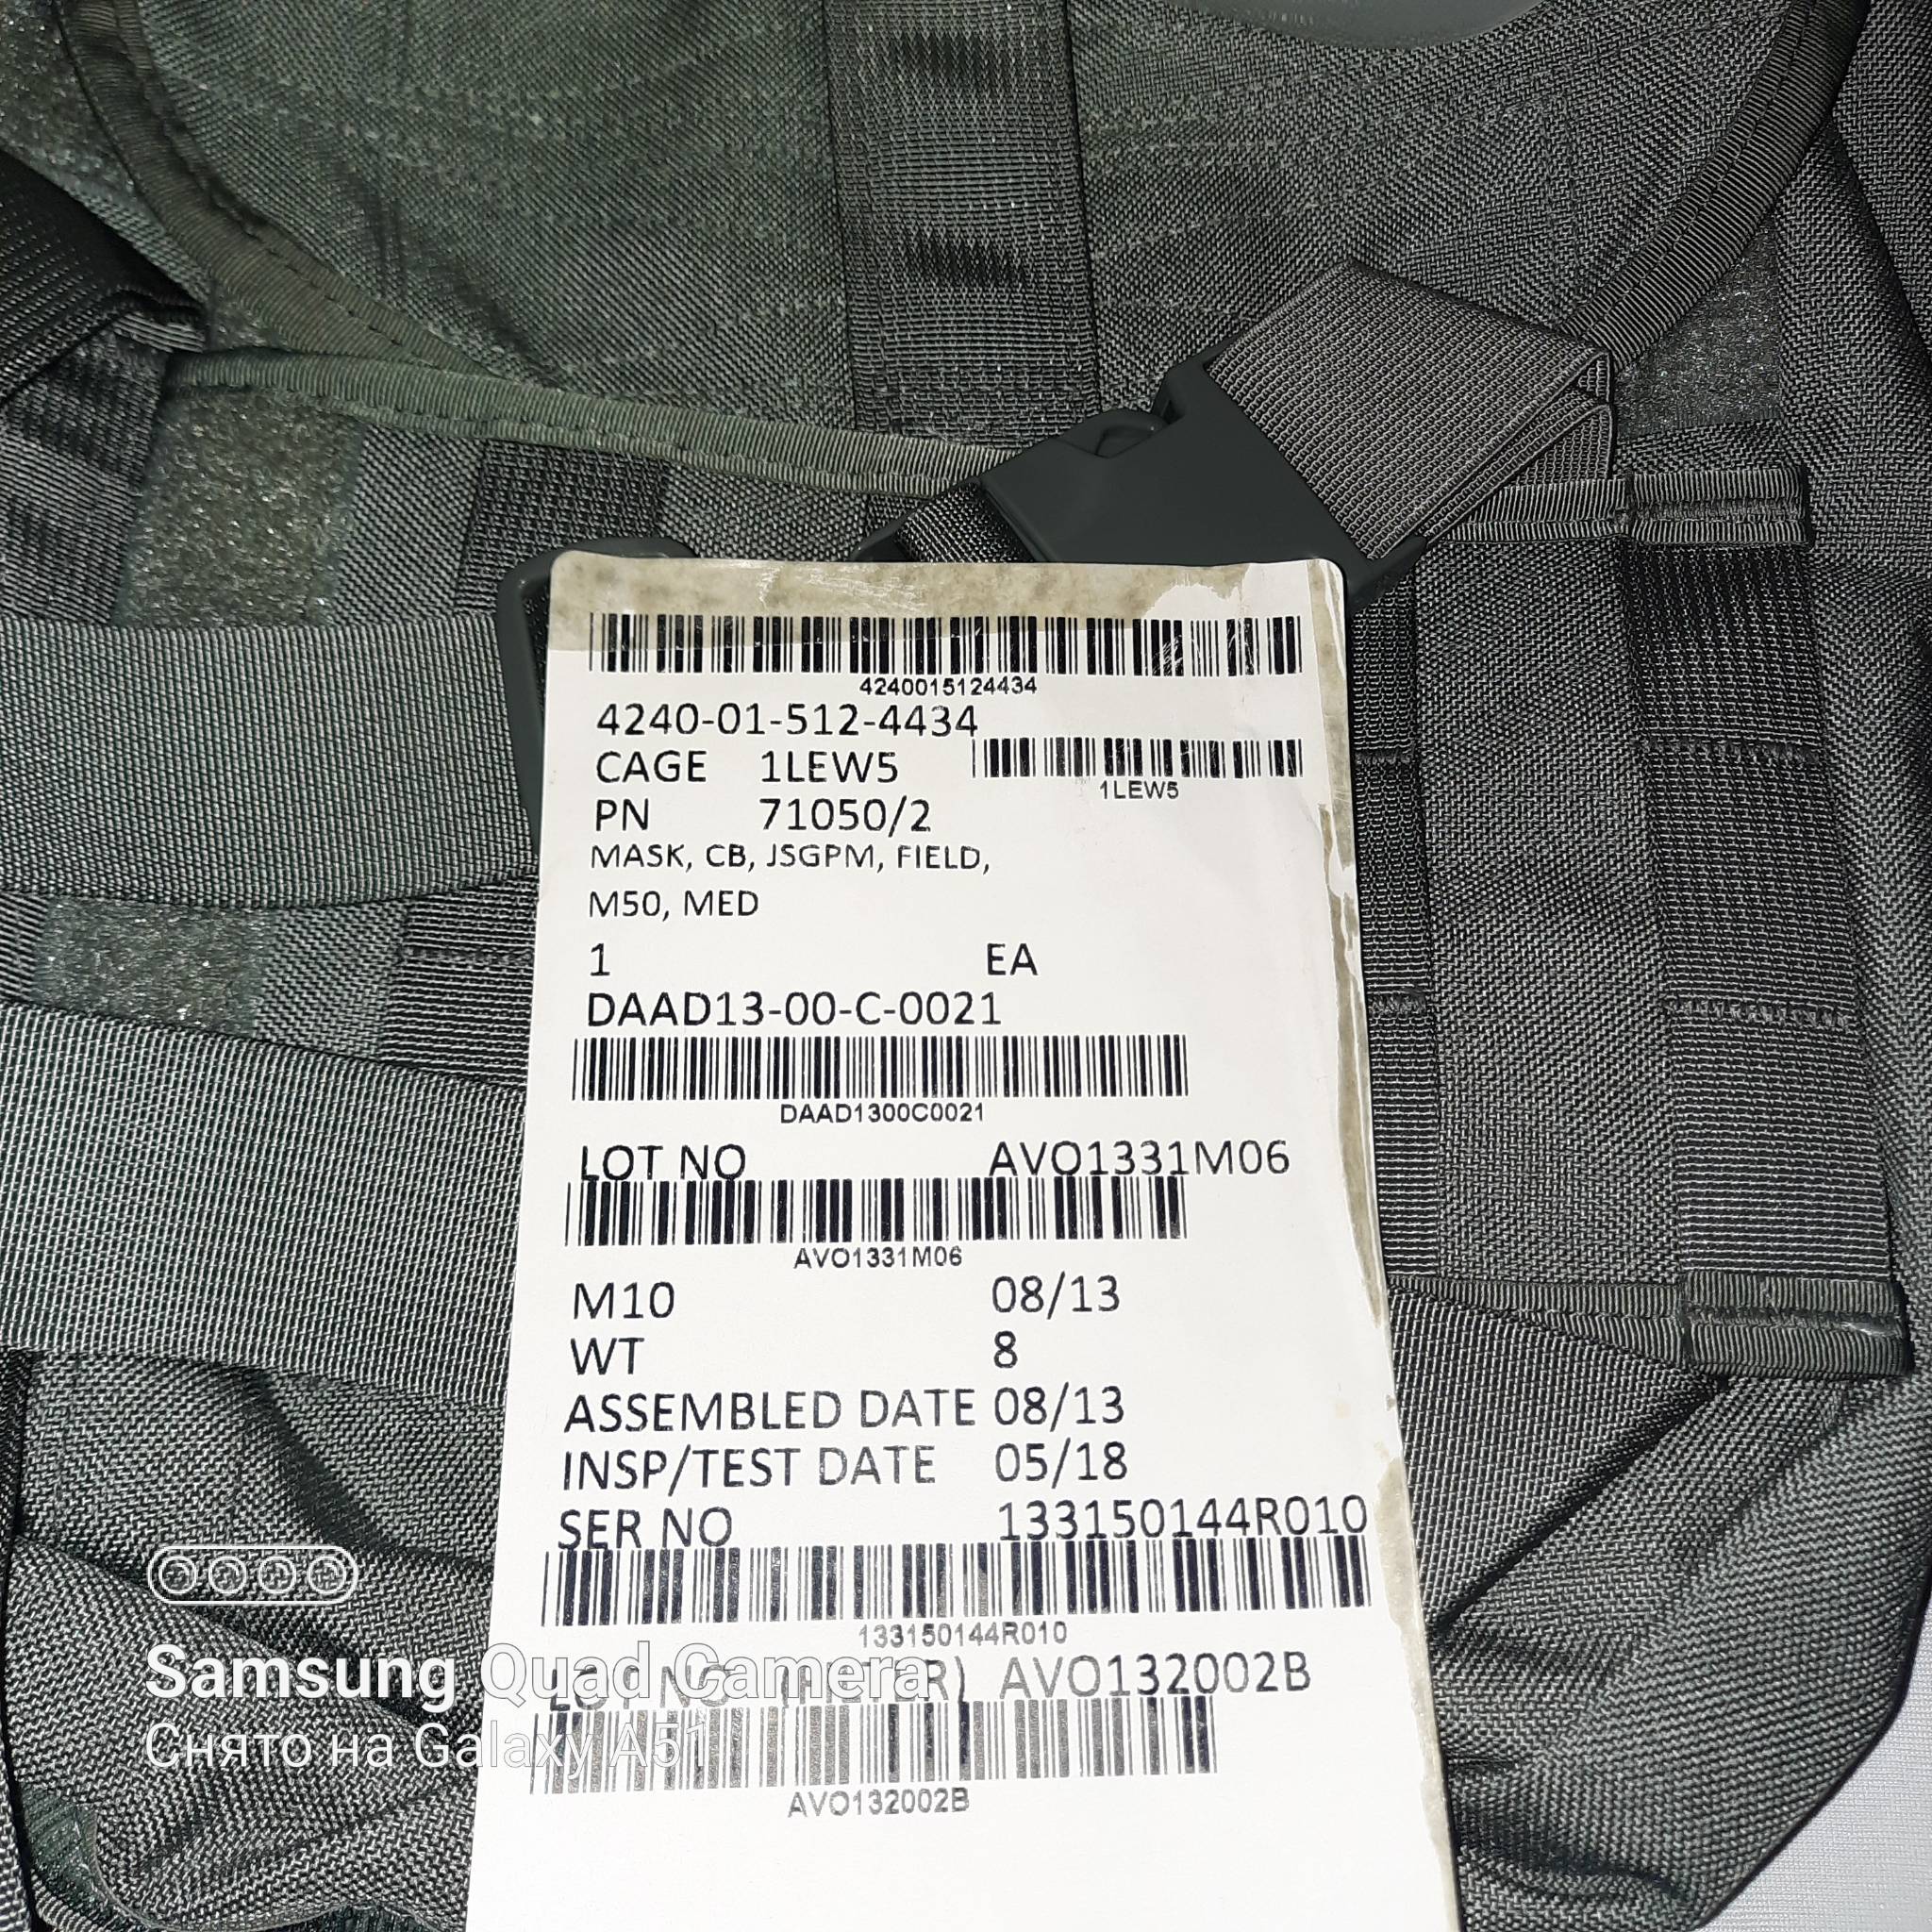 4240015124434
4240-01-512-4434
CAGE 1LEW5
1LEW5
PN 71050/2
MASK, CB, JSGPM, FIELD,
M50, MED
1 EA
DAAD13-00-C-0021
DAAD1300C0021
LOT NO AVO1331M06
AVO1331M06
M10 08/13
WT 8
ASSEMBLED DATE 08/13
INSP/TEST DATE 05/18
SER NO 133150144R010
133150144R010
LOT NO AVO132002B
AVO132002B
Samsung Quad Camera
Снято на Galaxy A51